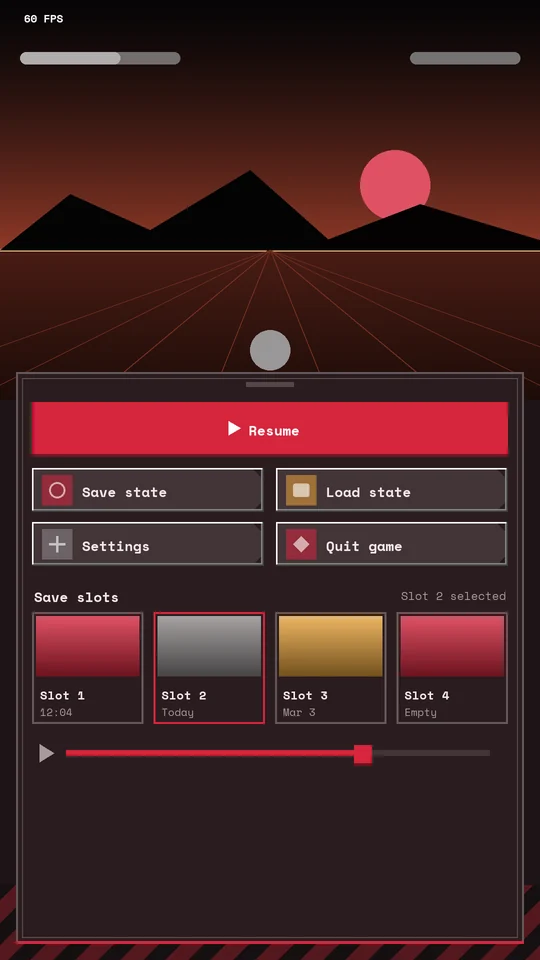 60 FPS
Resume
Save state
Load state
Settings
Quit game
Save slots
Slot 2 selected
Slot 1
12:04
Slot 2
Today
Slot 3
Mar 3
Slot 4
Empty